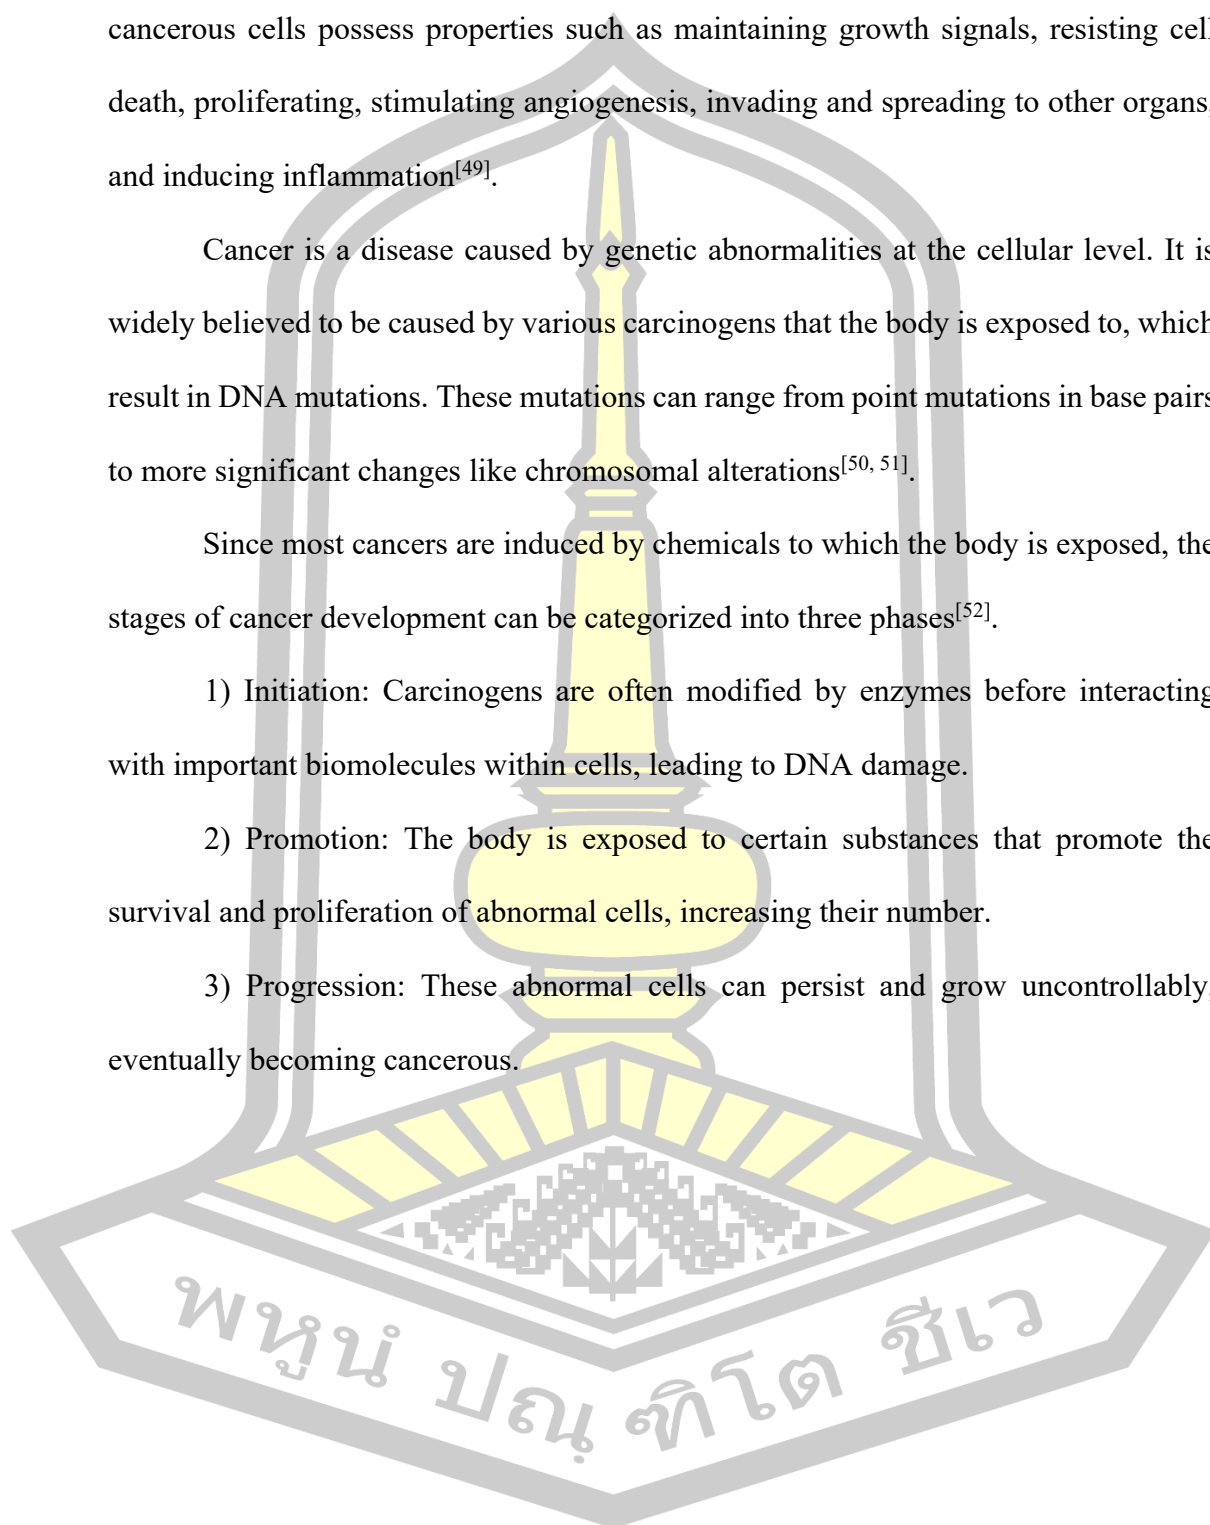 cancerous cells possess properties such as maintaining growth signals, resisting cell
death, proliferating, stimulating angiogenesis, invading and spreading to other organs,
and inducing inflammation[49].
Cancer is a disease caused by genetic abnormalities at the cellular level. It is
widely believed to be caused by various carcinogens that the body is exposed to, which
result in DNA mutations. These mutations can range from point mutations in base pairs
to more significant changes like chromosomal alterations[50, 51].
Since most cancers are induced by chemicals to which the body is exposed, the
stages of cancer development can be categorized into three phases[52].
1) Initiation: Carcinogens are often modified by enzymes before interacting
with important biomolecules within cells, leading to DNA damage.
2) Promotion: The body is exposed to certain substances that promote the
survival and proliferation of abnormal cells, increasing their number.
3) Progression: These abnormal cells can persist and grow uncontrollably,
eventually becoming cancerous.
พหูนํ ปณฺ ฑิโต ชีเว